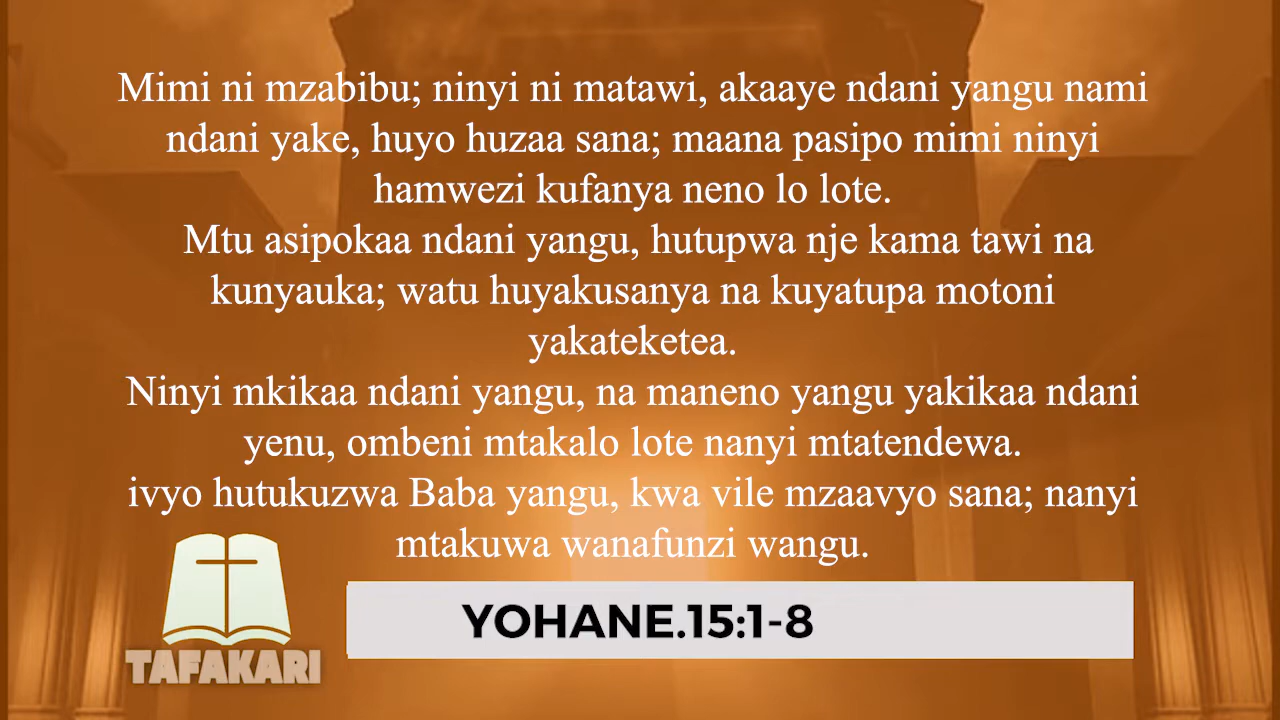 Mimi ni mzabibu; ninyi ni matawi, akaaye ndani yangu nami
ndani yake, huyo huzaa sana; maana pasipo mimi ninyi
hamwezi kufanya neno lo lote.
Mtu asipokaa ndani yangu, hutupwa nje kama tawi na
kunyauka; watu huyakusanya na kuyatupa motoni
yakateketea.
Ninyi mkikaa ndani yangu, na maneno yangu yakikaa ndani
yenu, ombeni mtakalo lote nanyi mtatendewa.
ivyo hutukuzwa Baba yangu, kwa vile mzaavyo sana; nanyi
mtakuwa wanafunzi wangu.
YOHANE.15:1-8
TAFAKARI